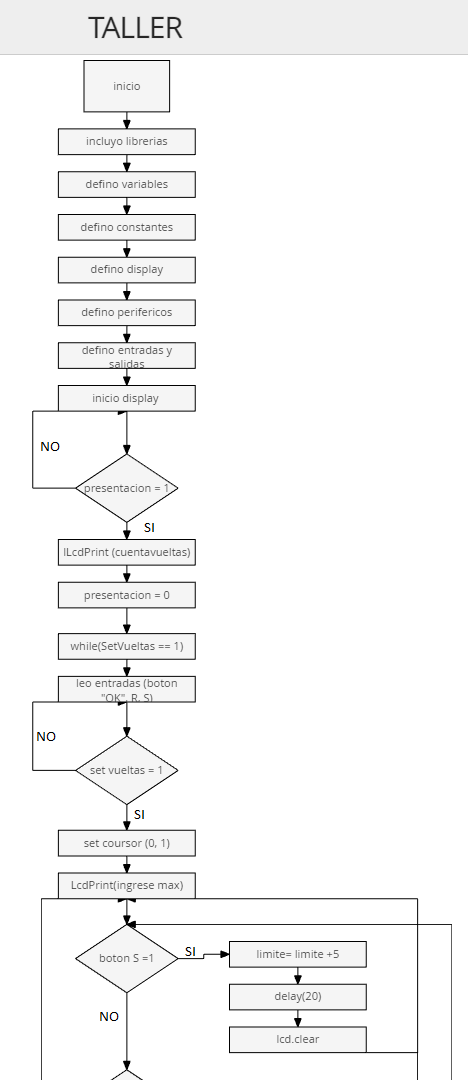 TALLER
inicio
incluyo librerias
defino variables
defino constantes
defino display
defino perifericos
defino entradas y
salidas
inicio display
NO
presentacion = 1
SI
lLcdPrint (cuentavueltas)
presentacion = 0
while(SetVueltas == 1)
leo entradas (boton
"OK", R, S)
NO
set vueltas = 1
SI
set coursor (0, 1)
LcdPrint(ingrese max)
boton S =1
SI
limite= limite +5
delay(20)
NO
lcd.clear